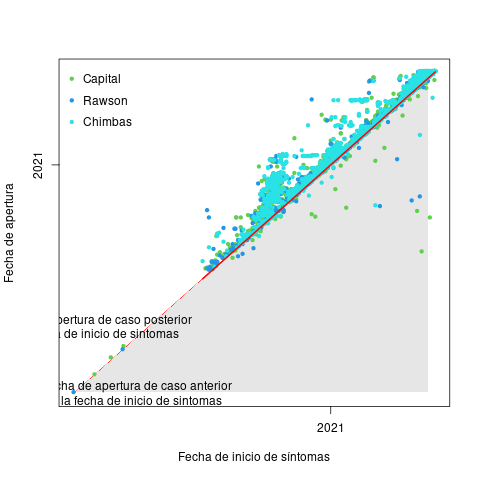 Capital
Rawson
Chimbas
2021
Fecha de apertura
apertura de caso posterior
a de inicio de síntomas
cha de apertura de caso anterior
la fecha de inicio de síntomas
2021
Fecha de inicio de síntomas